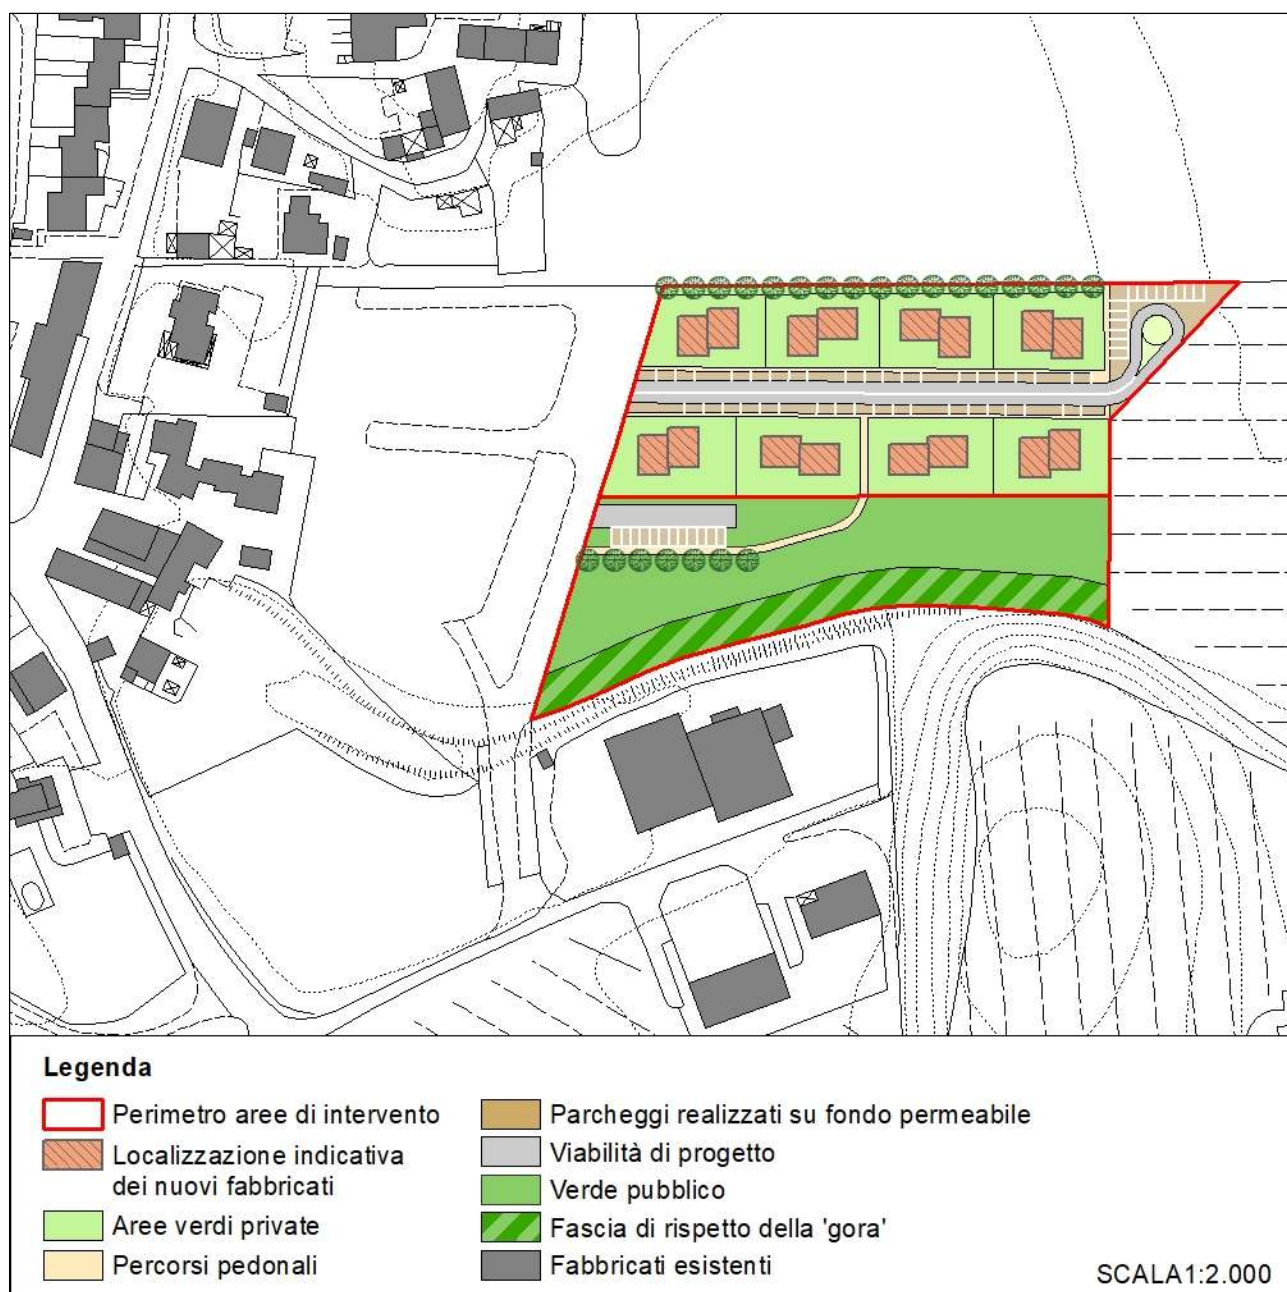 Legenda
Perimetro aree di intervento
Localizzazione indicativa
dei nuovi fabbricati
Aree verdi private
Percorsi pedonali
Parcheggi realizzati su fondo permeabile
Viabilità di progetto
Verde pubblico
Fascia di rispetto della 'gora'
Fabbricati esistenti
SCALA1:2.000